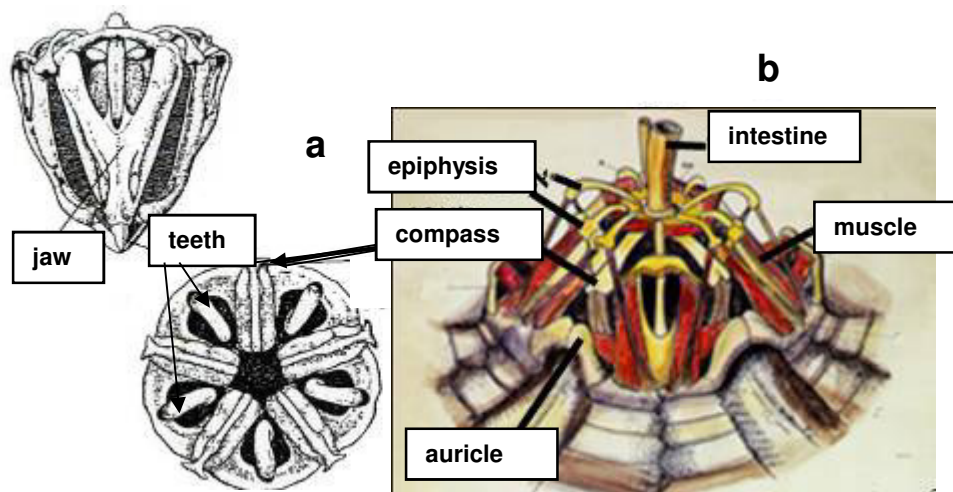 b
intestine
a
epiphysis
compass
muscle
jaw
teeth
auricle